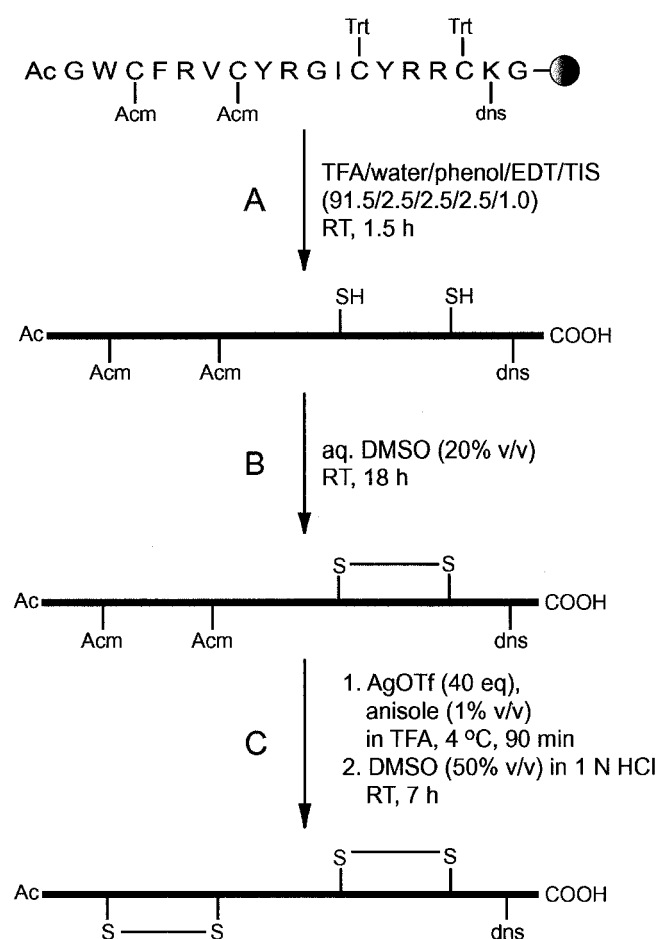 Trt Trt
Ac G W C F R V C Y R G I C Y R R C K G
Acm Acm dns
A
TFA/water/phenol/EDT/TIS
(91.5/2.5/2.5/2.5/1.0)
RT, 1.5 h
SH SH
Ac COOH
Acm Acm dns
B
aq. DMSO (20% v/v)
RT, 18 h
S S
Ac COOH
Acm Acm dns
C
1. AgOTf (40 eq),
anisole (1% v/v)
in TFA, 4 ºC, 90 min
2. DMSO (50% v/v) in 1 N HCl
RT, 7 h
S S
Ac COOH
S S dns